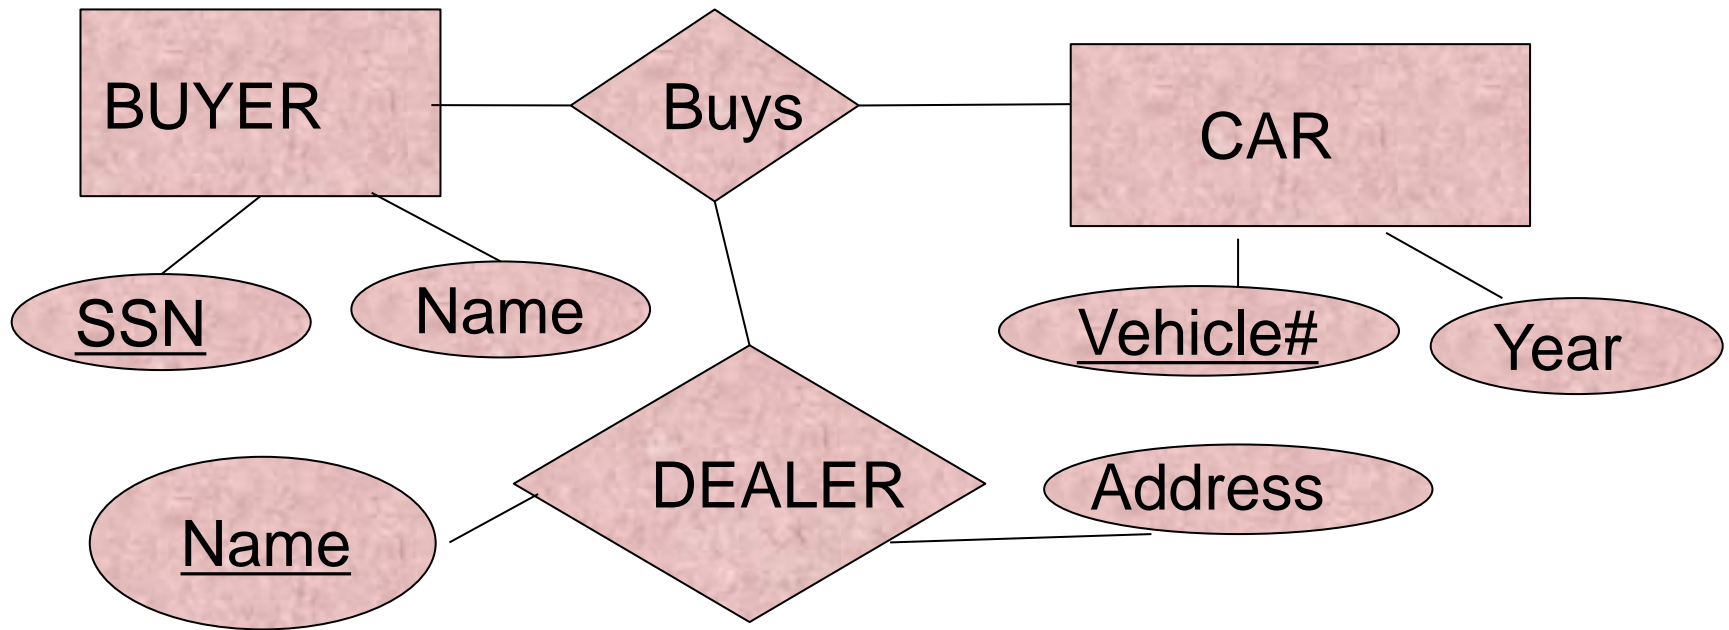 BUYER
Buys
CAR
SSN
Name
Vehicle#
Year
Name
DEALER
Address